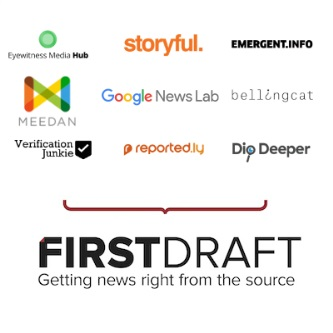 storyful.
EMERGENT.INFO
Eyewitness Media Hub
Google News Lab
bellingcat
MEEDAN
Verification
Junkie
reported.ly
Dig Deeper
FIRSTDRAFT
Getting news right from the source